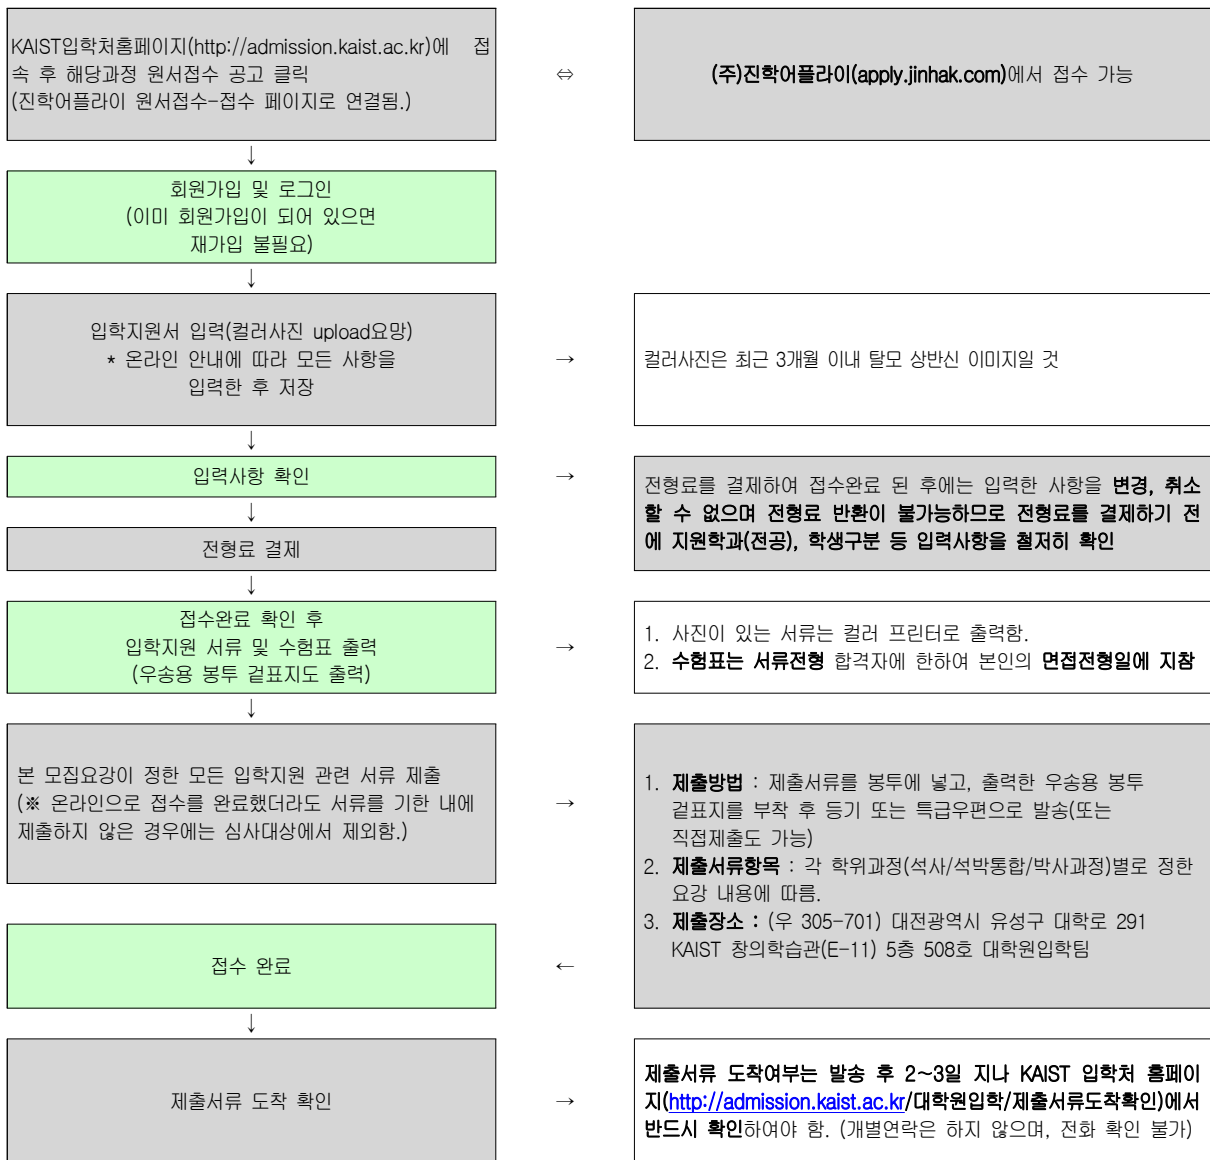 KAIST입학처홈페이지(http://admission.kaist.ac.kr)에 접
속 후 해당과정 원서접수 공고 클릭
(진학어플라이 원서접수-접수 페이지로 연결됨.)
⇔
(주)진학어플라이(apply.jinhak.com)에서 접수 가능
↓
회원가입 및 로그인
(이미 회원가입이 되어 있으면
재가입 불필요)
↓
입학지원서 입력(컬러사진 upload요망)
* 온라인 안내에 따라 모든 사항을
입력한 후 저장
→
컬러사진은 최근 3개월 이내 탈모 상반신 이미지일 것
↓
입력사항 확인
→
전형료를 결제하여 접수완료 된 후에는 입력한 사항을 변경, 취소
할 수 없으며 전형료 반환이 불가능하므로 전형료를 결제하기 전
에 지원학과(전공), 학생구분 등 입력사항을 철저히 확인
↓
전형료 결제
↓
접수완료 확인 후
입학지원 서류 및 수험표 출력
(우송용 봉투 겉표지도 출력)
→
1. 사진이 있는 서류는 컬러 프린터로 출력함.
2. 수험표는 서류전형 합격자에 한하여 본인의 면접전형일에 지참
↓
본 모집요강이 정한 모든 입학지원 관련 서류 제출
(※ 온라인으로 접수를 완료했더라도 서류를 기한 내에
제출하지 않은 경우에는 심사대상에서 제외함.)
→
1. 제출방법 : 제출서류를 봉투에 넣고, 출력한 우송용 봉투
겉표지를 부착 후 등기 또는 특급우편으로 발송(또는
직접제출도 가능)
2. 제출서류항목 : 각 학위과정(석사/석박통합/박사과정)별로 정한
요강 내용에 따름.
3. 제출장소 : (우 305-701) 대전광역시 유성구 대학로 291
KAIST 창의학습관(E-11) 5층 508호 대학원입학팀
접수 완료
←
↓
제출서류 도착 확인
→
제출서류 도착여부는 발송 후 2~3일 지나 KAIST 입학처 홈페이
지(http://admission.kaist.ac.kr/대학원입학/제출서류도착확인)에서
반드시 확인하여야 함. (개별연락은 하지 않으며, 전화 확인 불가)